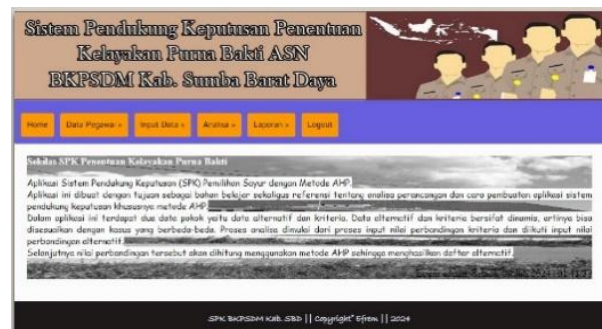 Sistem Pendukung Keputusan Penentuan
Kelayakan Purna Bakti ASN
BKPSDM Kab. Sumba Barat Daya
Home Data Pegawai » Input Data » Analisa » Laporan » Logout
Sekilas SPK Penentuan Kelayakan Purna Bakti
Aplikasi Sistem Pendukung Keputusan (SPK) Pemilihan Sayur dengan Metode AHP.
Aplikasi ini dibuat dengan tujuan sebagai bahan belajar sekaligus referensi tentang analisa perancangan dan cara pembuatan aplikasi sistem
pendukung keputusan khususnya metode AHP.
Dalam aplikasi ini terdapat dua data pokok yaitu data alternatif dan kriteria. Data alternatif dan kriteria bersifat dinamis, artinya bisa
disesuaikan dengan kasus yang berbeda-beda. Proses analisa dimulai dari proses input nilai perbandingan kriteria dan diikuti input nilai
perbandingan alternatif.
Selanjutnya nilai perbandingan tersebut akan dihitung menggunakan metode AHP sehingga menghasilkan daftar alternatif.
SPK BKPSDM Kab. SBD || Copyright" Efrem || 2024